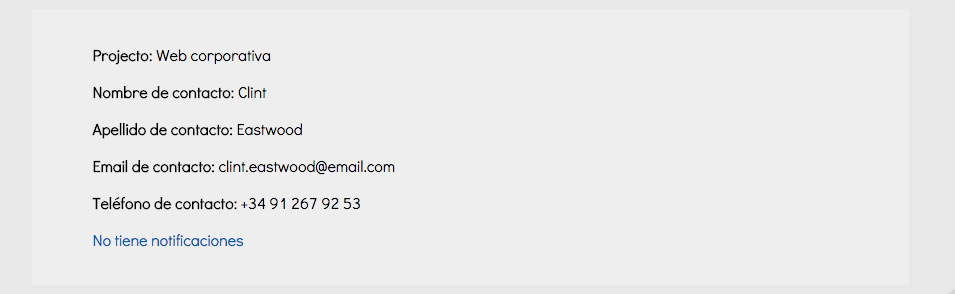 Projecto: Web corporativa
Nombre de contacto: Clint
Apellido de contacto: Eastwood
Email de contacto: clint.eastwood@email.com
Teléfono de contacto: +34 91 267 92 53
No tiene notificaciones